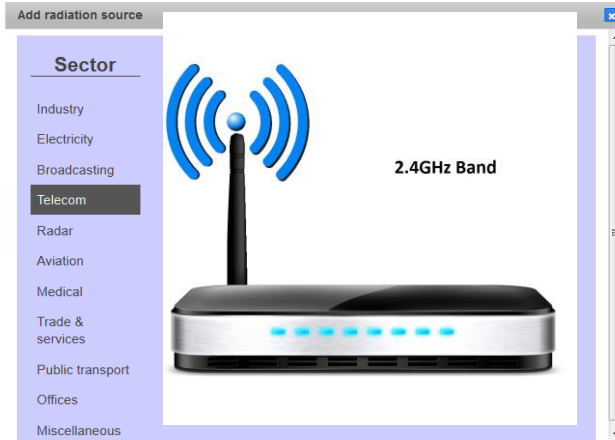 Add radiation source
Sector
Industry
Electricity
Broadcasting
Telecom
Radar
Aviation
Medical
Trade &
services
Public transport
Offices
Miscellaneous
2.4GHz Band